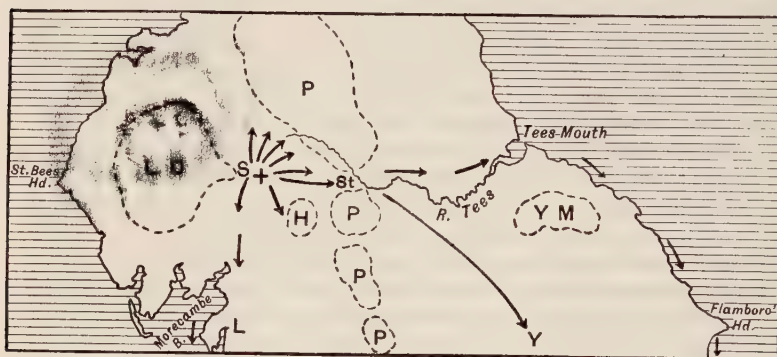 P
Tees-Mouth
L D
St. Bees
Hd.
S
St
H
P
R. Tees
Y M
P
Morecambe
B.
L
P
Y
Flamboro'
Hd.